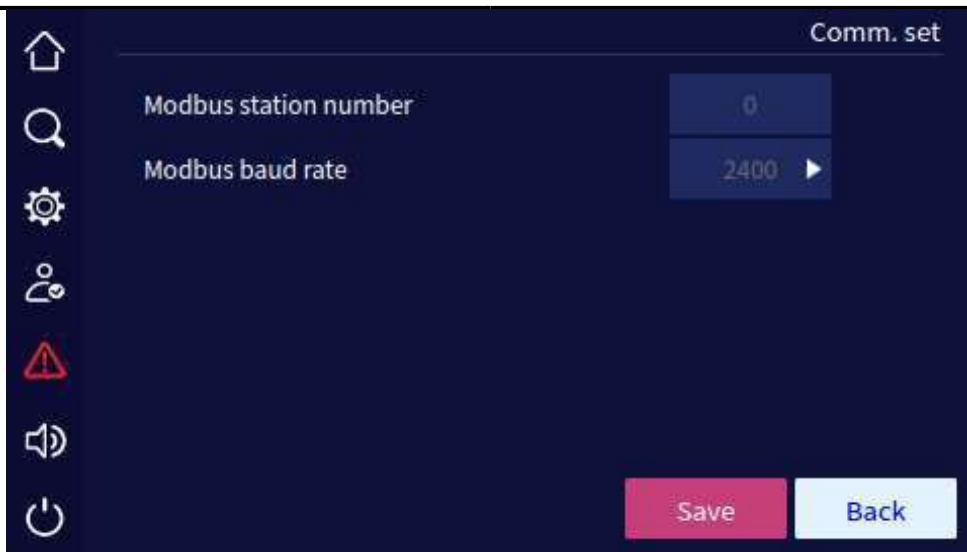 Comm. set
Modbus station number 0
Modbus baud rate 2400
Save Back